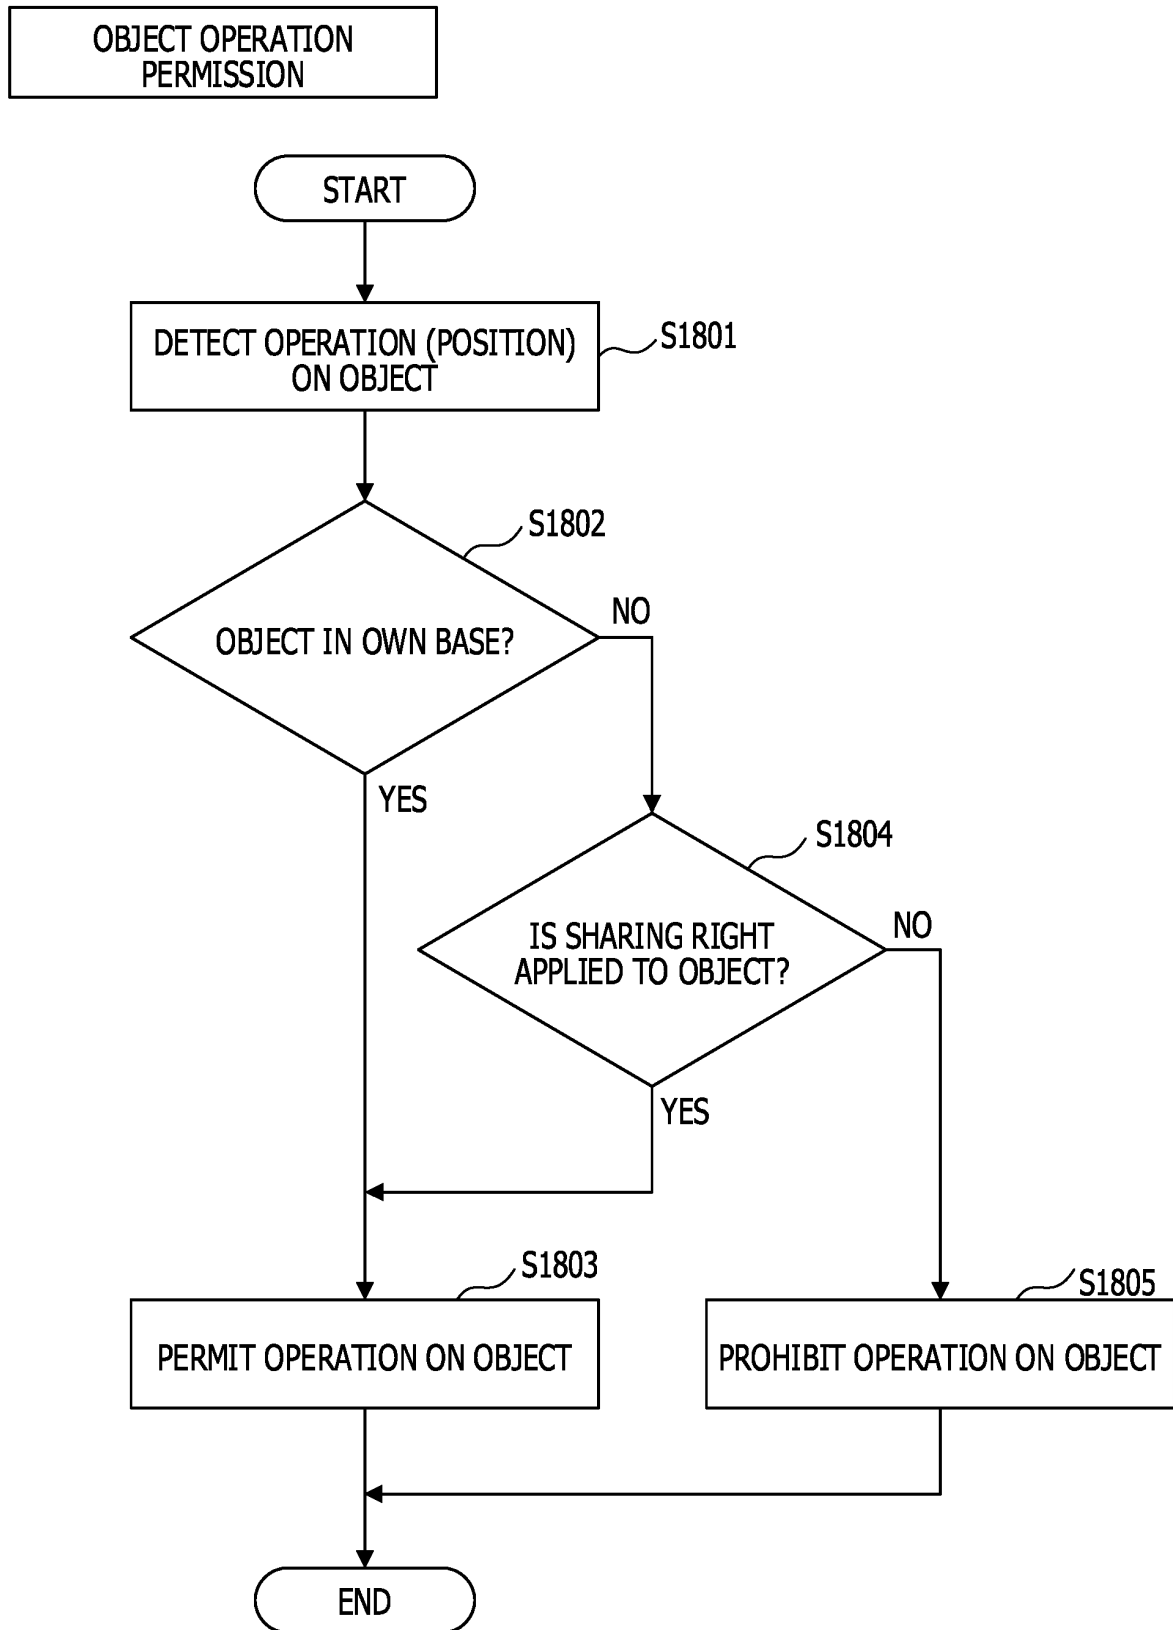 OBJECT OPERATION
PERMISSION
START
DETECT OPERATION (POSITION)
ON OBJECT
S1801
S1802
OBJECT IN OWN BASE?
NO
YES
S1804
IS SHARING RIGHT
APPLIED TO OBJECT?
NO
YES
S1803
PERMIT OPERATION ON OBJECT
S1805
PROHIBIT OPERATION ON OBJECT
END